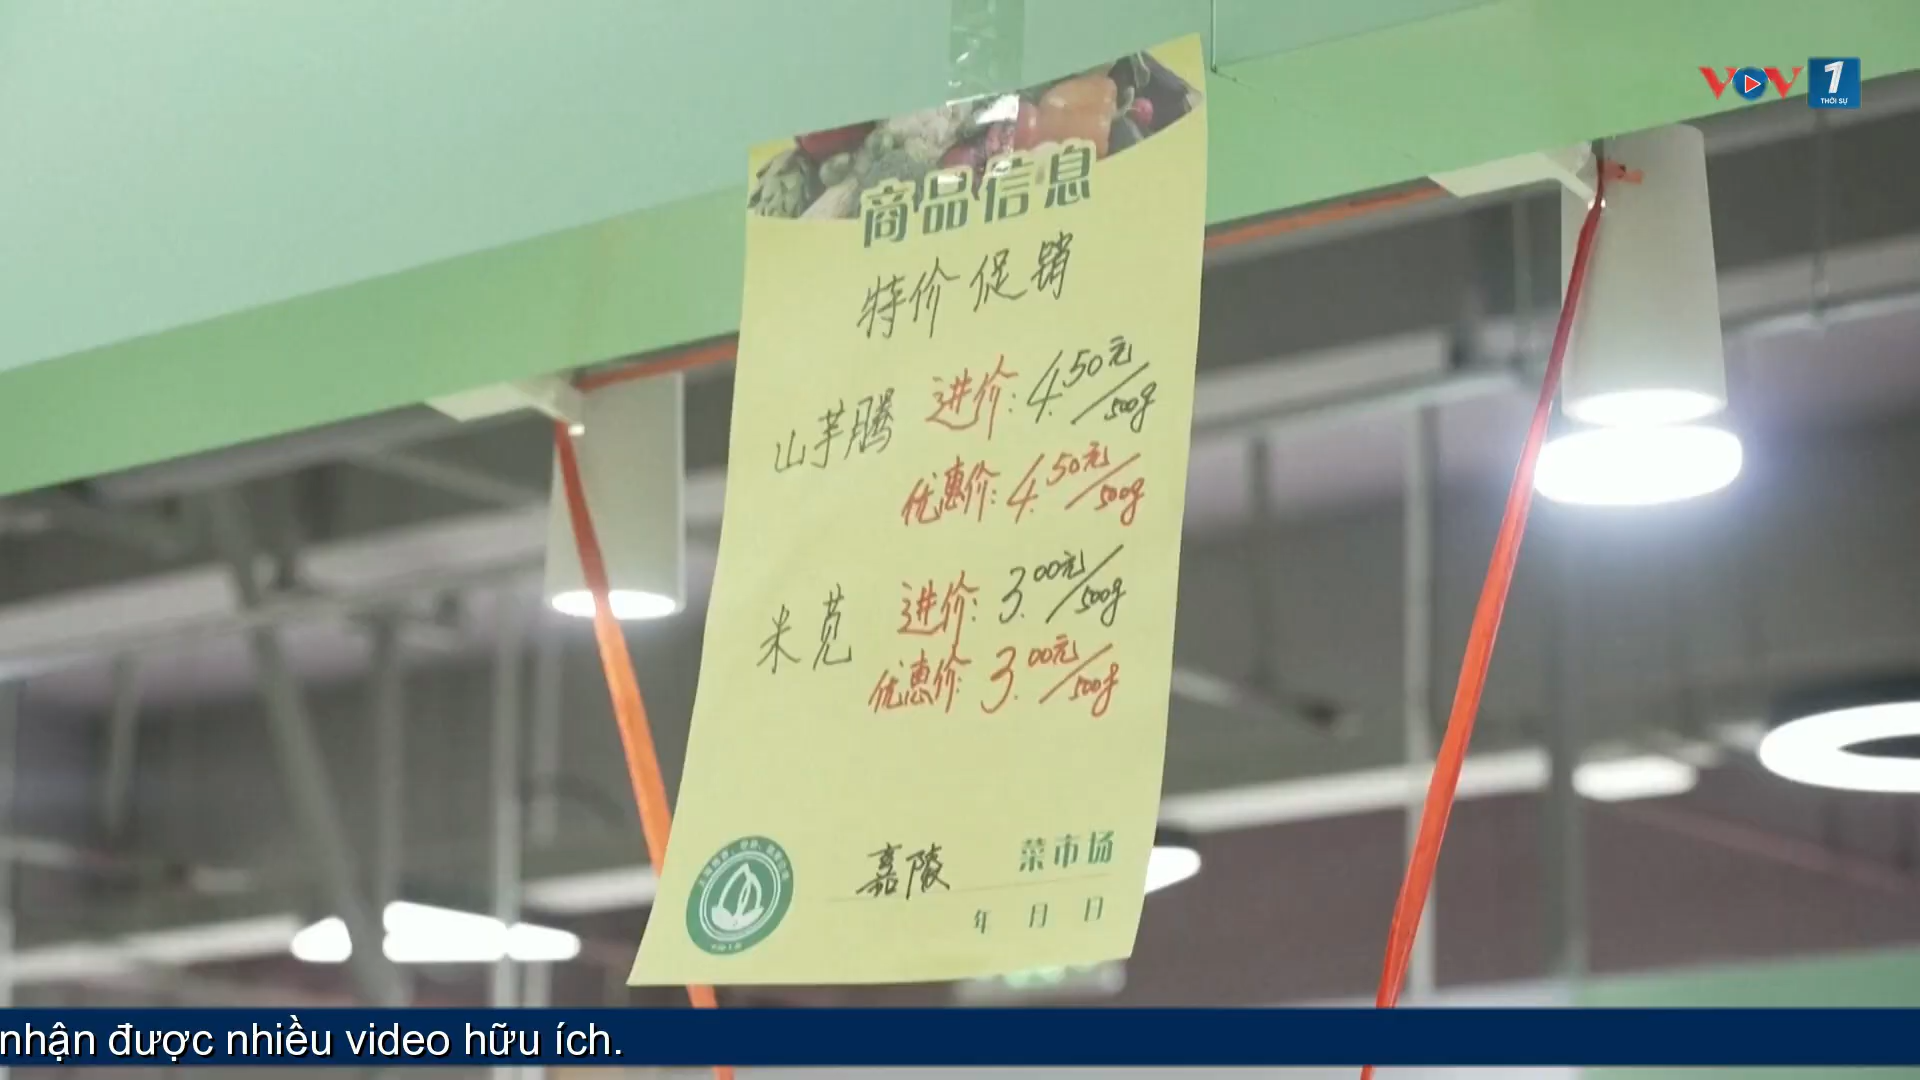 VOV 1
THỜI SỰ
商品信息
特价促销
山芋腾 进价: 4.50元/500g
优惠价: 4.50元/500g
米苋 进价: 3.00元/500g
优惠价: 3.00元/500g
嘉陵 菜市场
年 月 日
nhận được nhiều video hữu ích.